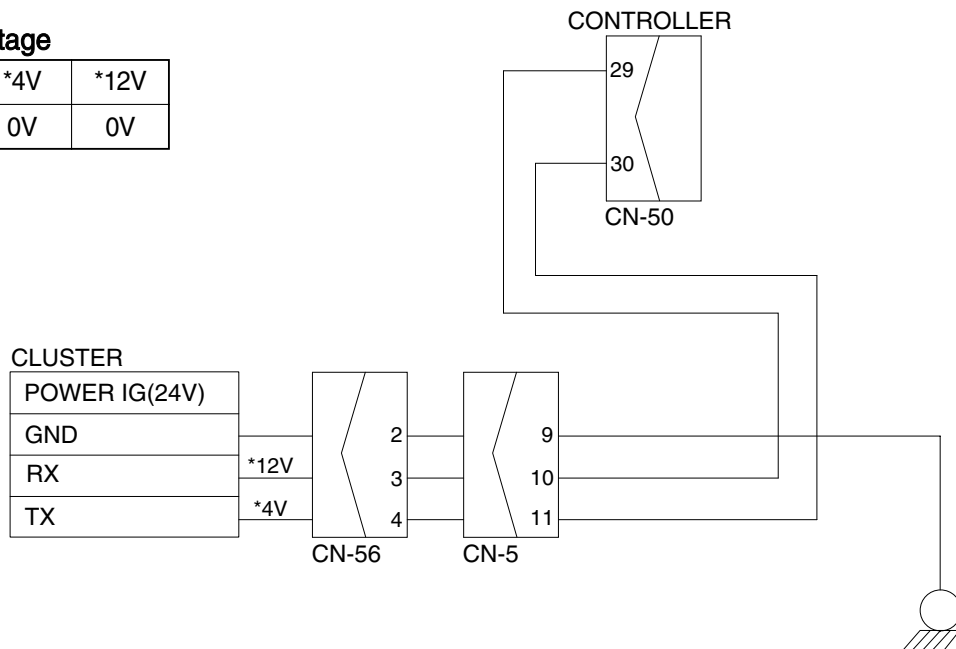 tage
*4V *12V
0V 0V
CONTROLLER
29
30
CN-50
CLUSTER
POWER IG(24V)
GND
RX
TX
*12V
*4V
2
3
4
CN-56
9
10
11
CN-5